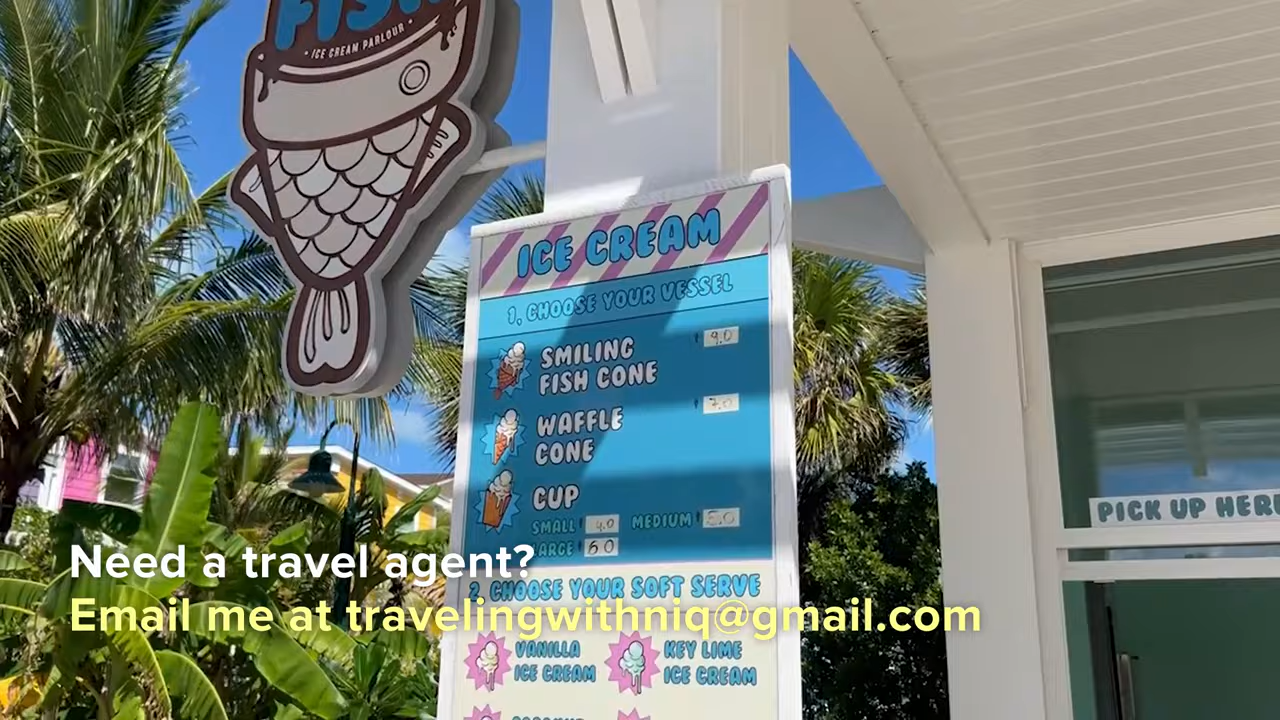 FISH
• ICE CREAM PARLOUR •
ICE CREAM
1. CHOOSE YOUR VESSEL
SMILING
FISH CONE
9.0
WAFFLE
CONE
7.0
CUP
SMALL 4.0 MEDIUM 5.0
LARGE 6.0
2. CHOOSE YOUR SOFT SERVE
VANILLA
ICE CREAM
KEY LIME
ICE CREAM
PICK UP HERE
Need a travel agent?
Email me at travelingwithniq@gmail.com